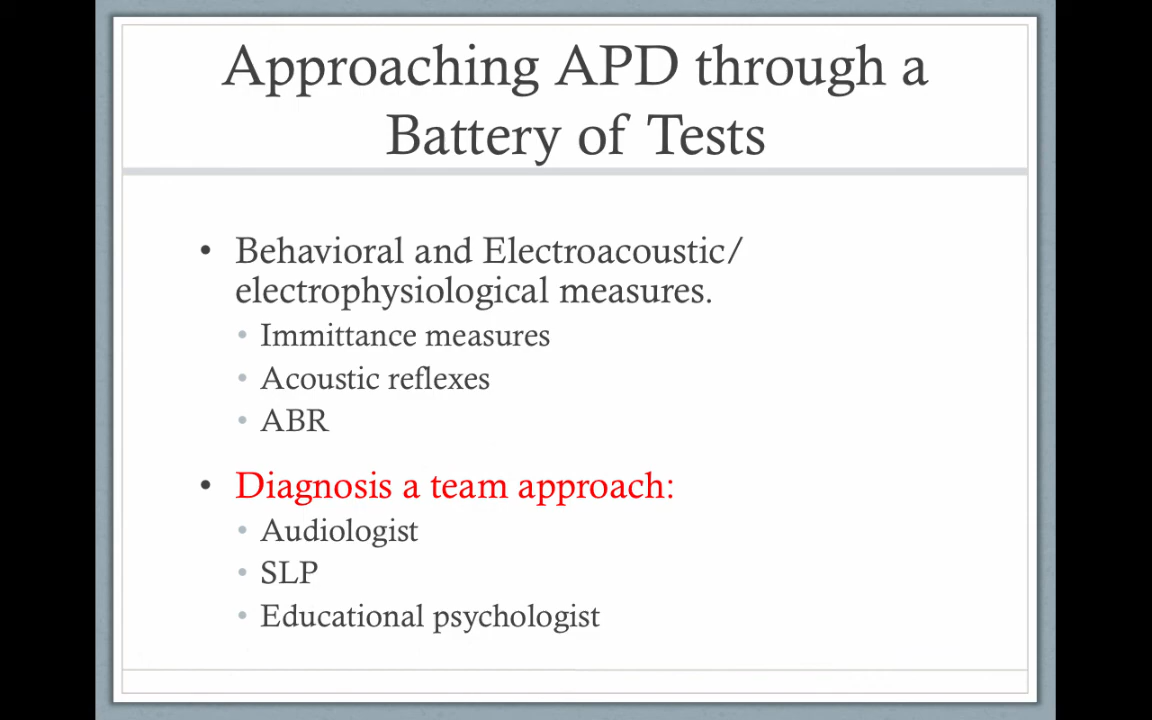 Approaching APD through a
Battery of Tests
• Behavioral and Electroacoustic/
electrophysiological measures.
• Immittance measures
• Acoustic reflexes
• ABR
• Diagnosis a team approach:
• Audiologist
• SLP
• Educational psychologist